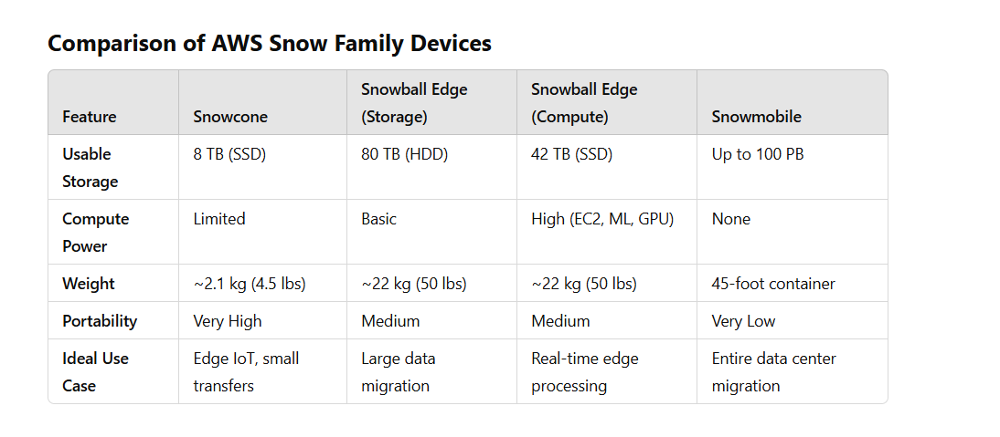 Comparison of AWS Snow Family Devices
Feature Snowcone Snowball Edge (Storage) Snowball Edge (Compute) Snowmobile
Usable Storage 8 TB (SSD) 80 TB (HDD) 42 TB (SSD) Up to 100 PB
Compute Power Limited Basic High (EC2, ML, GPU) None
Weight ~2.1 kg (4.5 lbs) ~22 kg (50 lbs) ~22 kg (50 lbs) 45-foot container
Portability Very High Medium Medium Very Low
Ideal Use Case Edge IoT, small transfers Large data migration Real-time edge processing Entire data center migration